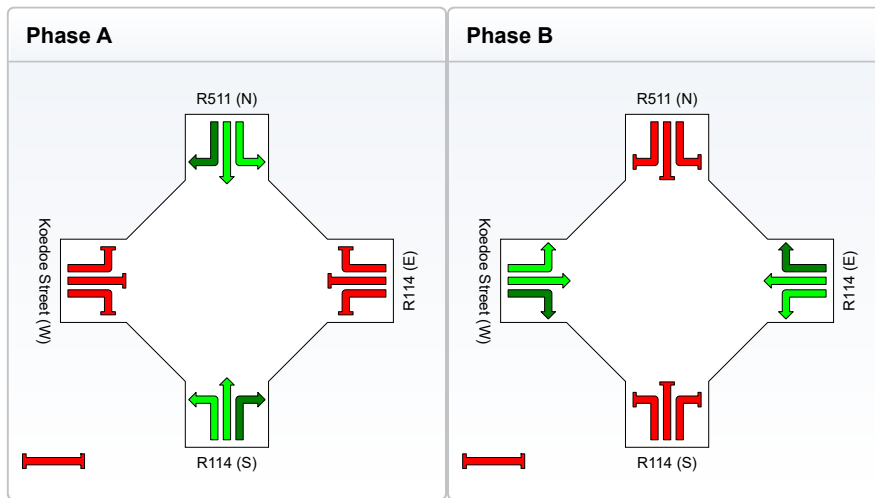 Phase A
R511 (N)
Koedoe Street (W)
R114 (E)
R114 (S)
Phase B
R511 (N)
Koedoe Street (W)
R114 (E)
R114 (S)